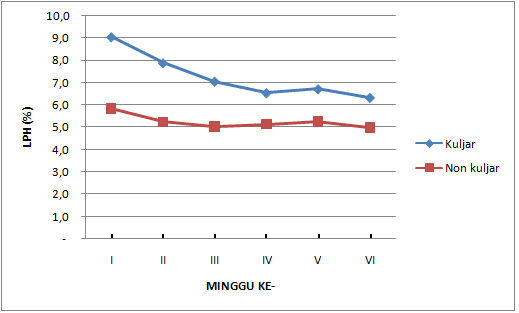 10,0
9,0
8,0
7,0
6,0
5,0
4,0
3,0
2,0
1,0
-
LPH (%)
I II III IV V VI
MINGGU KE-
Kuljar
Non kuljar